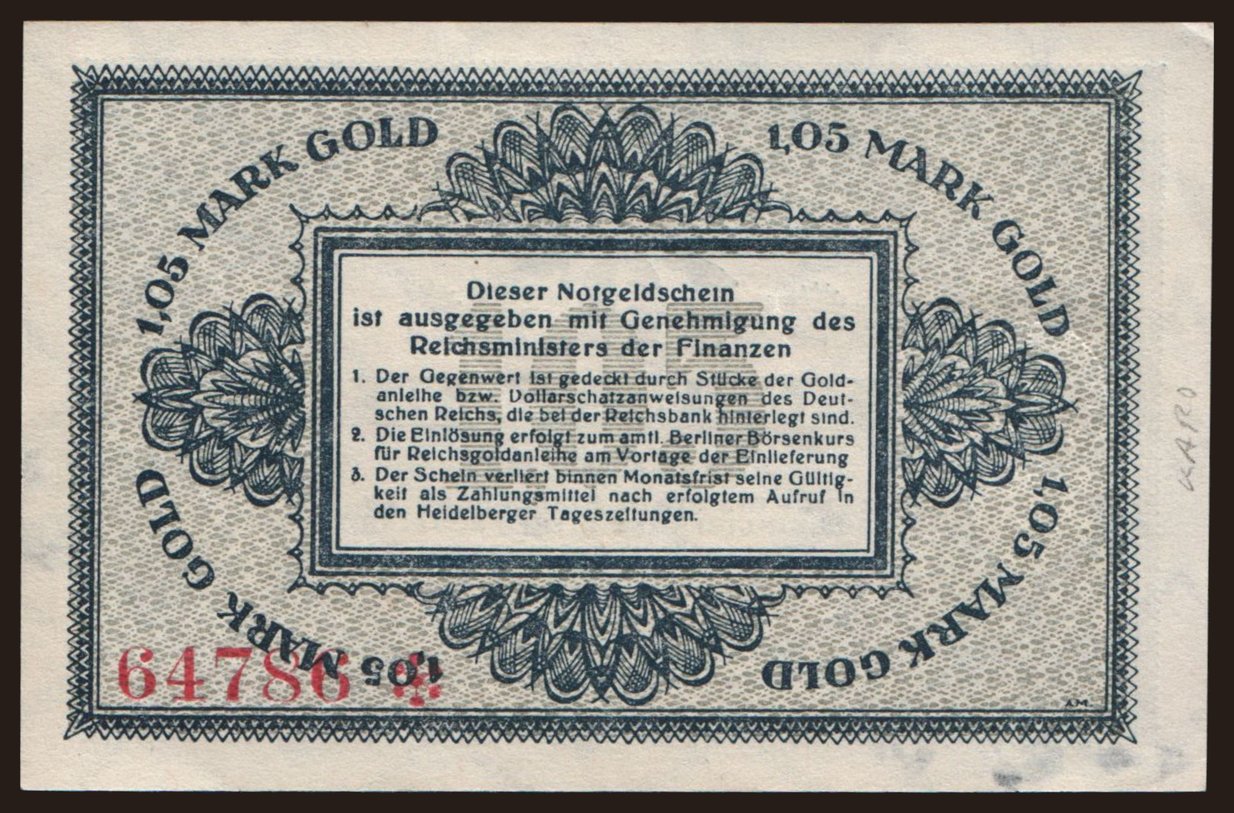 1,05 MARK GOLD
1,05 MARK GOLD
Dieser Notgeldschein
ist ausgegeben mit Genehmigung des
Reichsministers der Finanzen
1. Der Gegenwert ist gedeckt durch Stücke der Gold-
anleihe bzw. Dollarschatzanweisungen des Deut-
schen Reichs, die bei der Reichsbank hinterlegt sind.
2. Die Einlösung erfolgt zum amtl. Berliner Börsenkurs
für Reichsgoldanleihe am Vortage der Einlieferung
3. Der Schein verliert binnen Monatsfrist seine Gültig-
keit als Zahlungsmittel nach erfolgtem Aufruf in
den Heidelberger Tageszeitungen.
1,05 MARK GOLD
1,05 MARK GOLD
64786 *
A.M.
KARO